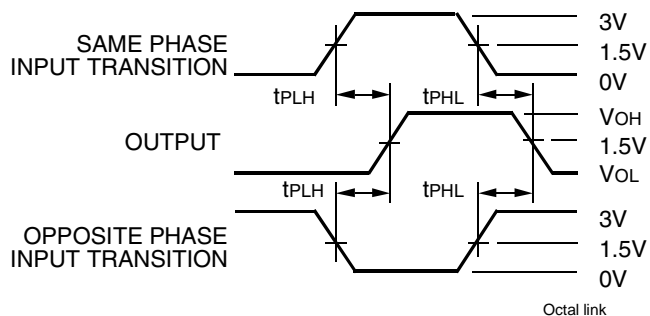 3V
SAME PHASE
INPUT TRANSITION
1.5V
0V
tPLH
tPHL
VOH
OUTPUT
1.5V
VOL
tPLH
tPHL
3V
OPPOSITE PHASE
INPUT TRANSITION
1.5V
0V
Octal link